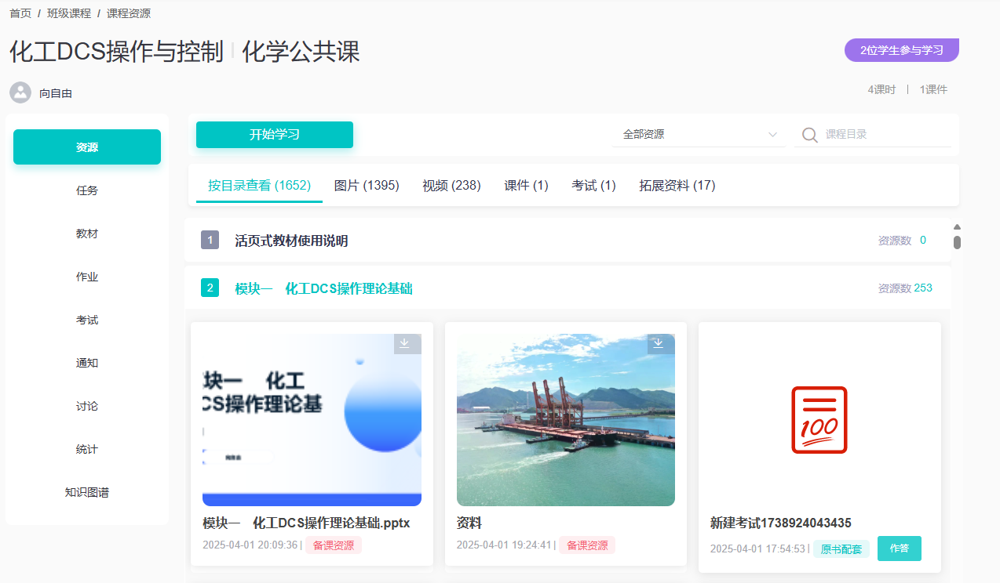 首页 / 班级课程 / 课程资源
化工DCS操作与控制 化学公共课
2位学生参与学习
向自由
4课时 | 1课件
资源
任务
教材
作业
考试
通知
讨论
统计
知识图谱
开始学习
全部资源
课程目录
按目录查看 (1652) 图片 (1395) 视频 (238) 课件 (1) 考试 (1) 拓展资料 (17)
1 活页式教材使用说明 资源数 0
2 模块一 化工DCS操作理论基础 资源数 253
块一 化工
CS操作理论基
模块一 化工DCS操作理论基础.pptx
2025-04-01 20:09:36 | 备课资源
资料
2025-04-01 19:24:41 | 备课资源
100
新建考试1738924043435
2025-04-01 17:54:53 | 原书配套 作答